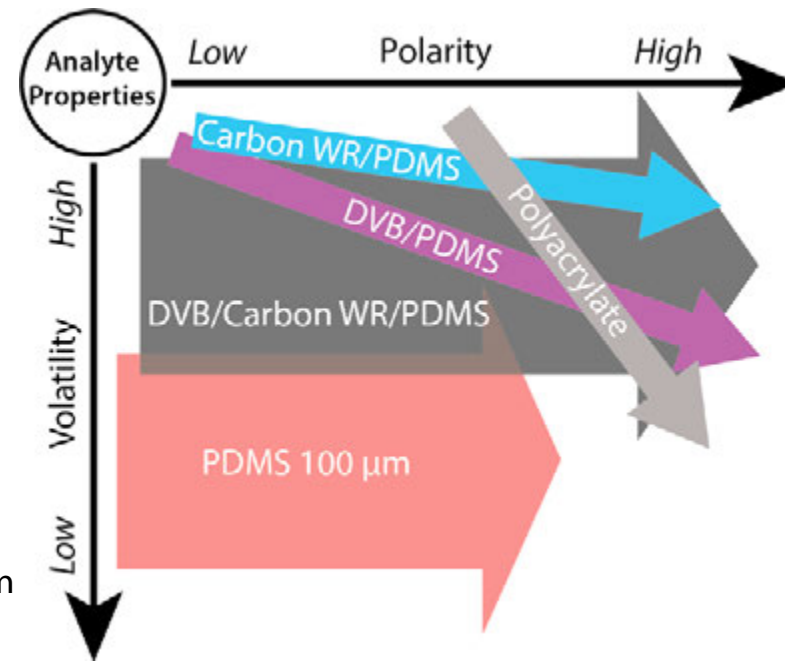 Analyte
Properties
Low
Polarity
High
Carbon WR/PDMS
DVB/PDMS
Polyacrylate
DVB/Carbon WR/PDMS
PDMS 100 µm
High
Volatility
Low